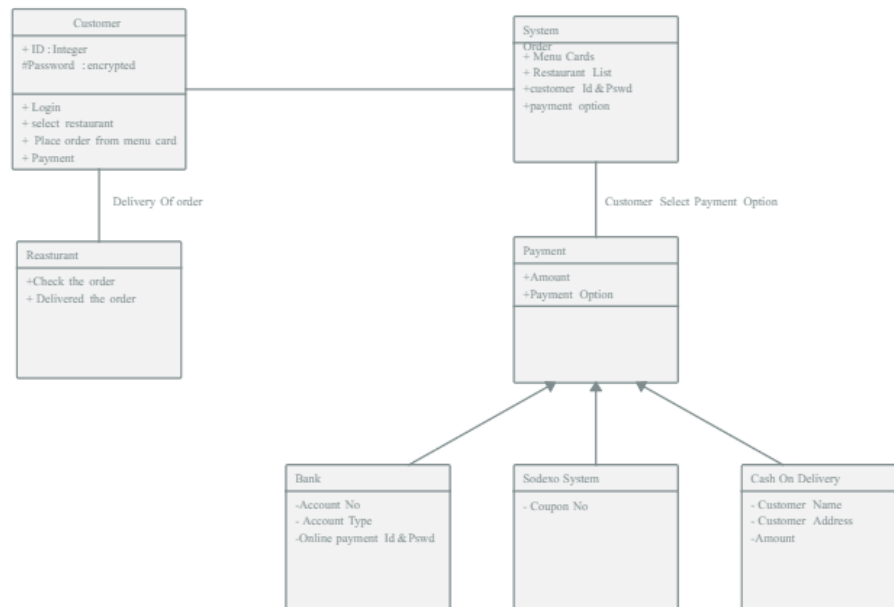 Customer
+ ID : Integer
#Password : encrypted
+ Login
+ select restaurant
+ Place order from menu card
+ Payment
System
Order
+ Menu Cards
+ Restaurant List
+customer Id & Pswd
+payment option
Delivery Of order
Customer Select Payment Option
Reasturant
+Check the order
+ Delivered the order
Payment
+Amount
+Payment Option
Bank
-Account No
- Account Type
-Online payment Id & Pswd
Sodexo System
- Coupon No
Cash On Delivery
- Customer Name
- Customer Address
-Amount